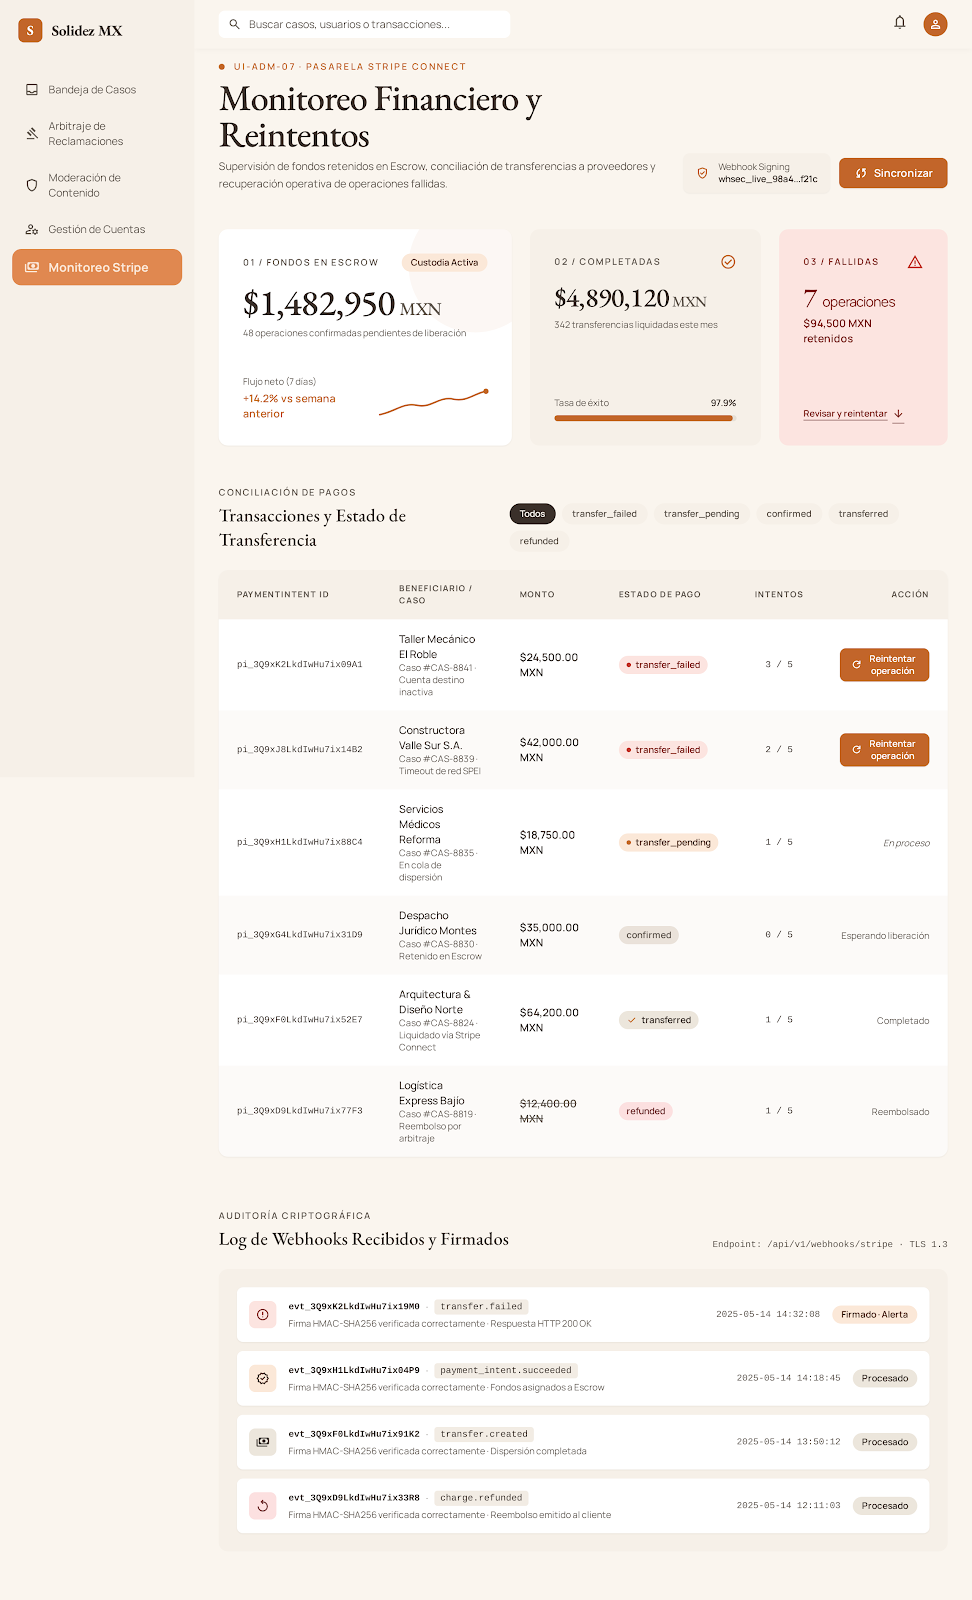 S Solidez MX
Buscar casos, usuarios o transacciones...
Bandeja de Casos
Arbitraje de
Reclamaciones
Moderación de
Contenido
Gestión de Cuentas
Monitoreo Stripe
UI-ADM-07 · PASARELA STRIPE CONNECT
Monitoreo Financiero y
Reintentos
Supervisión de fondos retenidos en Escrow, conciliación de transferencias a proveedores y
recuperación operativa de operaciones fallidas.
Webhook Signing
whsec_live_98a4...f21c
Sincronizar
01 / FONDOS EN ESCROW
Custodia Activa
$1,482,950 MXN
48 operaciones confirmadas pendientes de liberación
Flujo neto (7 días)
+14.2% vs semana
anterior
02 / COMPLETADAS
$4,890,120 MXN
342 transferencias liquidadas este mes
Tasa de éxito 97.9%
03 / FALLIDAS
7 operaciones
$94,500 MXN
retenidos
Revisar y reintentar
CONCILIACIÓN DE PAGOS
Transacciones y Estado de
Transferencia
Todos transfer_failed transfer_pending confirmed transferred
refunded
PAYMENTINTENT ID
BENEFICIARIO /
CASO
MONTO
ESTADO DE PAGO
INTENTOS
ACCIÓN
pi_3Q9xK2LkdIwHu7ix09A1
Taller Mecánico
El Roble
Caso #CAS-8841 ·
Cuenta destino
inactiva
$24,500.00
MXN
transfer_failed
3 / 5
Reintentar
operación
pi_3Q9xJ8LkdIwHu7ix14B2
Constructora
Valle Sur S.A.
Caso #CAS-8839 ·
Timeout de red SPEI
$42,000.00
MXN
transfer_failed
2 / 5
Reintentar
operación
pi_3Q9xH1LkdIwHu7ix88C4
Servicios
Médicos
Reforma
Caso #CAS-8835 ·
En cola de
dispersión
$18,750.00
MXN
transfer_pending
1 / 5
En proceso
pi_3Q9xG4LkdIwHu7ix31D9
Despacho
Jurídico Montes
Caso #CAS-8830 ·
Retenido en Escrow
$35,000.00
MXN
confirmed
0 / 5
Esperando liberación
pi_3Q9xF0LkdIwHu7ix52E7
Arquitectura &
Diseño Norte
Caso #CAS-8824 ·
Liquidado vía Stripe
Connect
$64,200.00
MXN
transferred
1 / 5
Completado
pi_3Q9xD9LkdIwHu7ix77F3
Logística
Express Bajío
Caso #CAS-8819 ·
Reembolso por
arbitraje
$12,400.00
MXN
refunded
1 / 5
Reembolsado
AUDITORÍA CRIPTOGRÁFICA
Log de Webhooks Recibidos y Firmados
Endpoint: /api/v1/webhooks/stripe · TLS 1.3
evt_3Q9xK2LkdIwHu7ix19M0 · transfer.failed
Firma HMAC-SHA256 verificada correctamente · Respuesta HTTP 200 OK
2025-05-14 14:32:08
Firmado · Alerta
evt_3Q9xH1LkdIwHu7ix04P9 · payment_intent.succeeded
Firma HMAC-SHA256 verificada correctamente · Fondos asignados a Escrow
2025-05-14 14:18:45
Procesado
evt_3Q9xF0LkdIwHu7ix91K2 · transfer.created
Firma HMAC-SHA256 verificada correctamente · Dispersión completada
2025-05-14 13:50:12
Procesado
evt_3Q9xD9LkdIwHu7ix33R8 · charge.refunded
Firma HMAC-SHA256 verificada correctamente · Reembolso emitido al cliente
2025-05-14 12:11:03
Procesado